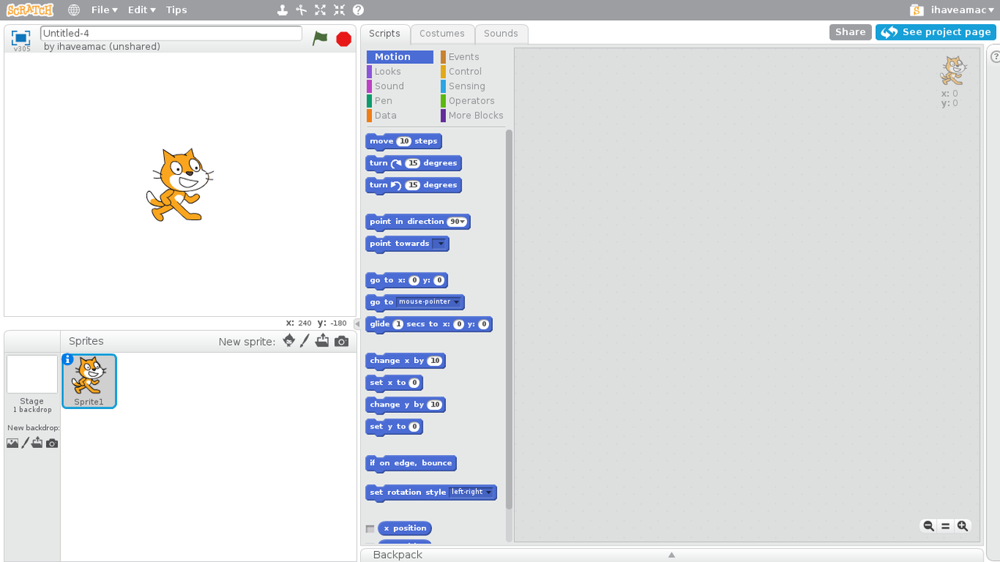 SCRATCH File Edit Tips ihaveamac
Untitled-4
by ihaveamac (unshared)
v305
Scripts Costumes Sounds Share See project page
Motion Events
Looks Control
Sound Sensing
Pen Operators
Data More Blocks
move 10 steps
turn 15 degrees
turn 15 degrees
point in direction 90
point towards
go to x: 0 y: 0
go to mouse-pointer
glide 1 secs to x: 0 y: 0
change x by 10
set x to 0
change y by 10
set y to 0
if on edge, bounce
set rotation style left-right
x position
x: 0
y: 0
x: 240 y: -180
Sprites New sprite:
Stage
1 backdrop
New backdrop:
Sprite1
Backpack